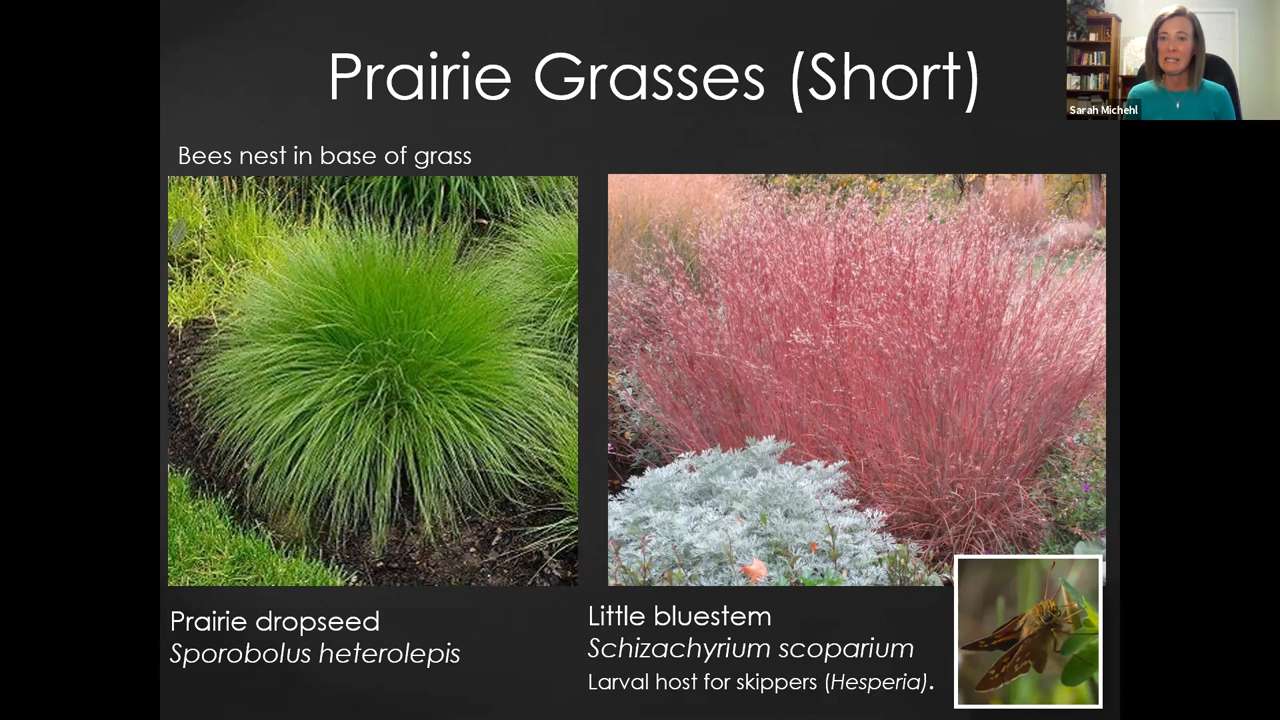 Prairie Grasses (Short)
Sarah Michehl
Bees nest in base of grass
Prairie dropseed
Sporobolus heterolepis
Little bluestem
Schizachyrium scoparium
Larval host for skippers (Hesperia).